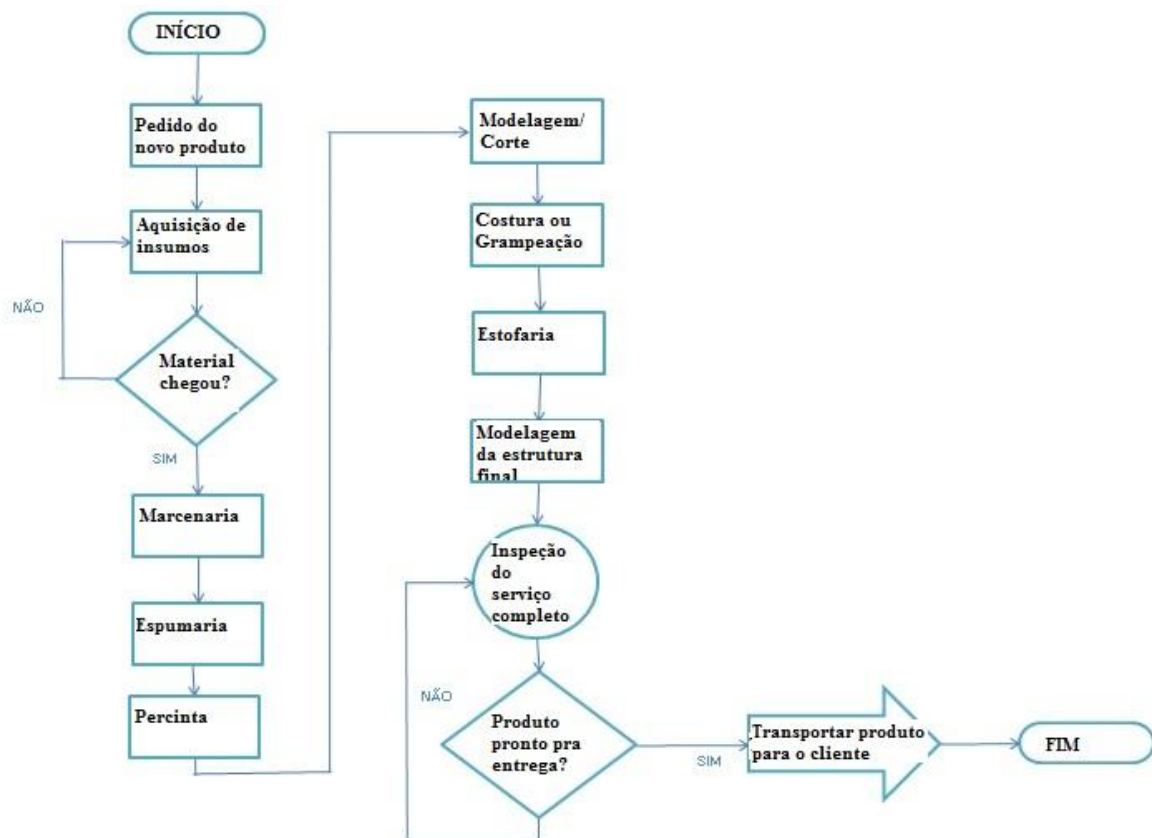 INÍCIO
Pedido do
novo produto
Aquisição de
insumos
NÃO
Material
chegou?
SIM
Marcenaria
Espumaria
Percinta
Modelagem/
Corte
Costura ou
Grampeação
Estofaria
Modelagem
da estrutura
final
Inspeção
do
serviço
completo
NÃO
Produto
pronto pra
entrega?
SIM
Transportar produto
para o cliente
FIM